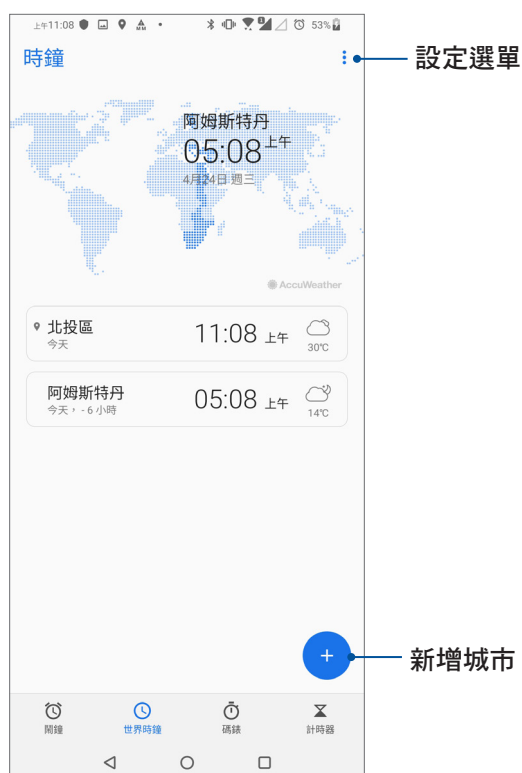 上午11:08 53%
時鐘
設定選單
阿姆斯特丹
05:08 上午
4月24日 週三
AccuWeather
北投區 11:08 上午
今天 30°C
阿姆斯特丹 05:08 上午
今天，- 6 小時 14°C
+
新增城市
鬧鐘 世界時鐘 碼錶 計時器